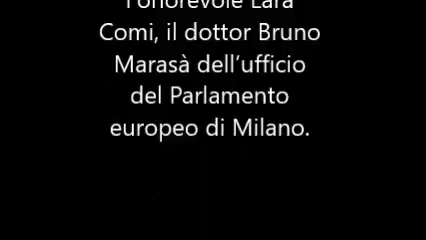 l'onorevole Lara
Comi, il dottor Bruno
Marasà dell’ufficio
del Parlamento
europeo di Milano.